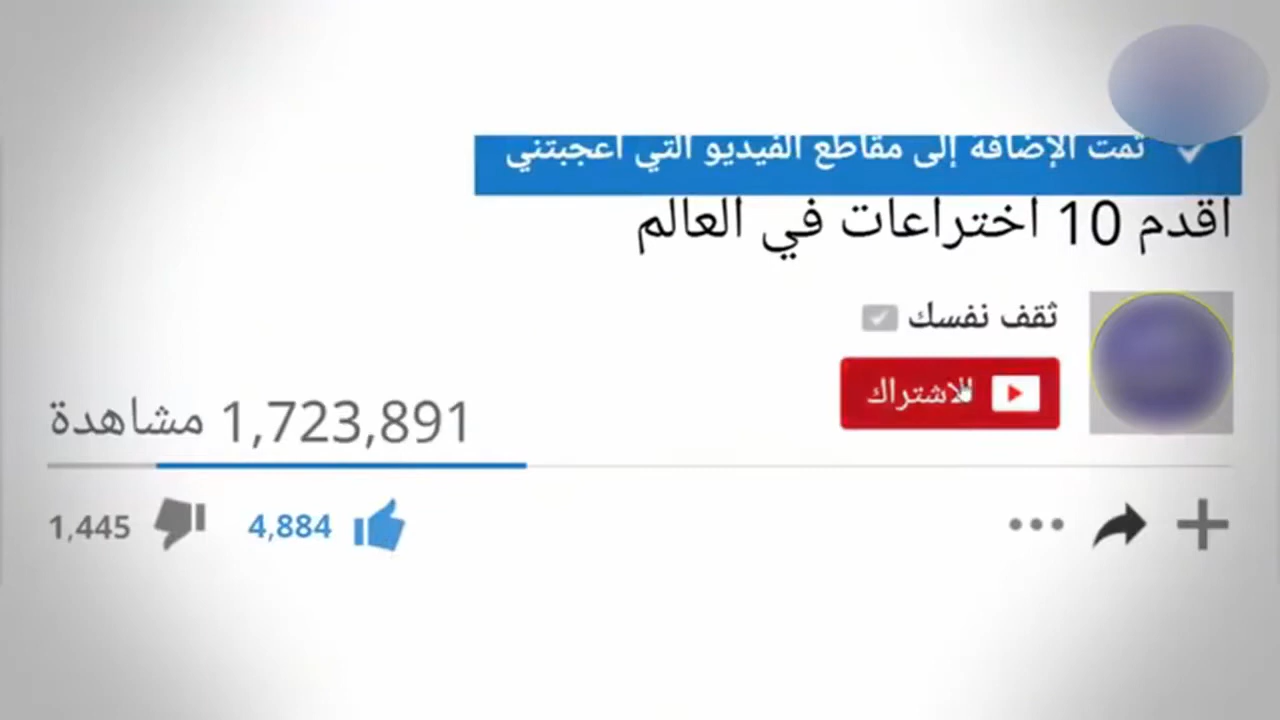 تمت الإضافة إلى مقاطع الفيديو التي أعجبتني
أقدم 10 اختراعات في العالم
ثقف نفسك
الاشتراك
1,723,891 مشاهدة
4,884
1,445